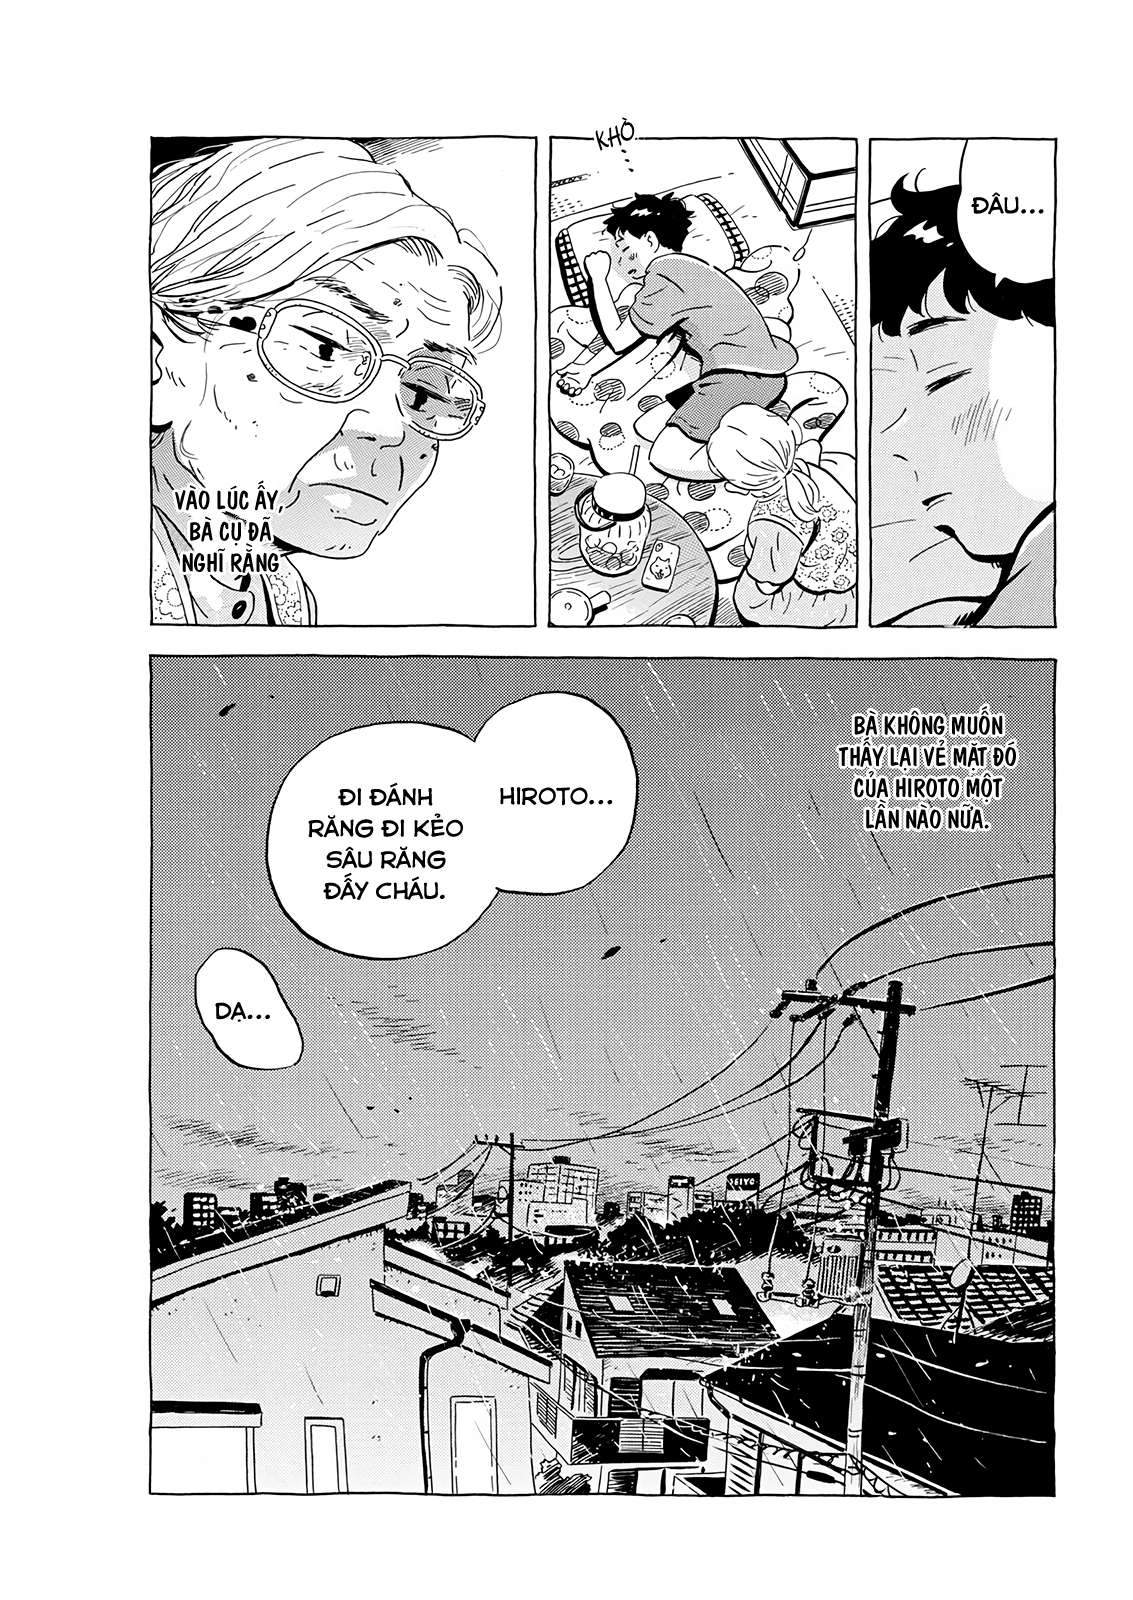 ĐÂU...
KHÒ
VÀO LÚC ẤY,
BÀ CỤ ĐÃ
NGHĨ RẰNG
BÀ KHÔNG MUỐN
THẤY LẠI VẺ MẶT ĐÓ
CỦA HIROTO MỘT
LẦN NÀO NỮA.
HIROTO...
ĐI ĐÁNH
RĂNG ĐI KẺO
SÂU RĂNG
ĐẤY CHÁU.
DẠ...
SEIYO